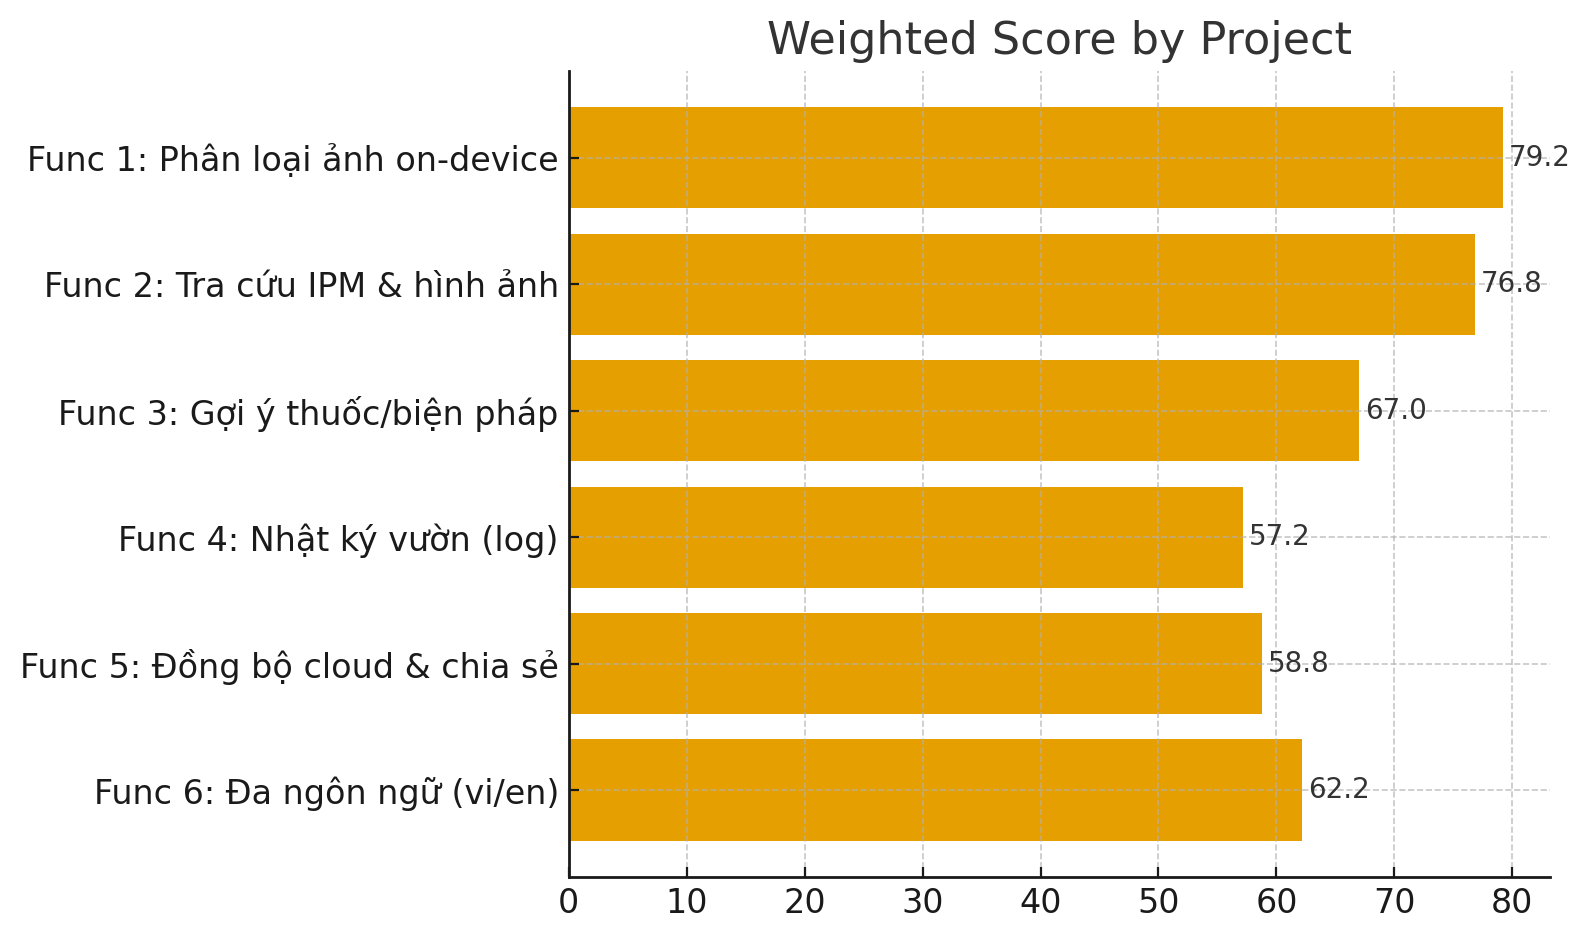 Weighted Score by Project
Func 1: Phân loại ảnh on-device
79.2
Func 2: Tra cứu IPM & hình ảnh
76.8
Func 3: Gợi ý thuốc/biện pháp
67.0
Func 4: Nhật ký vườn (log)
57.2
Func 5: Đồng bộ cloud & chia sẻ
58.8
Func 6: Đa ngôn ngữ (vi/en)
62.2
0 10 20 30 40 50 60 70 80